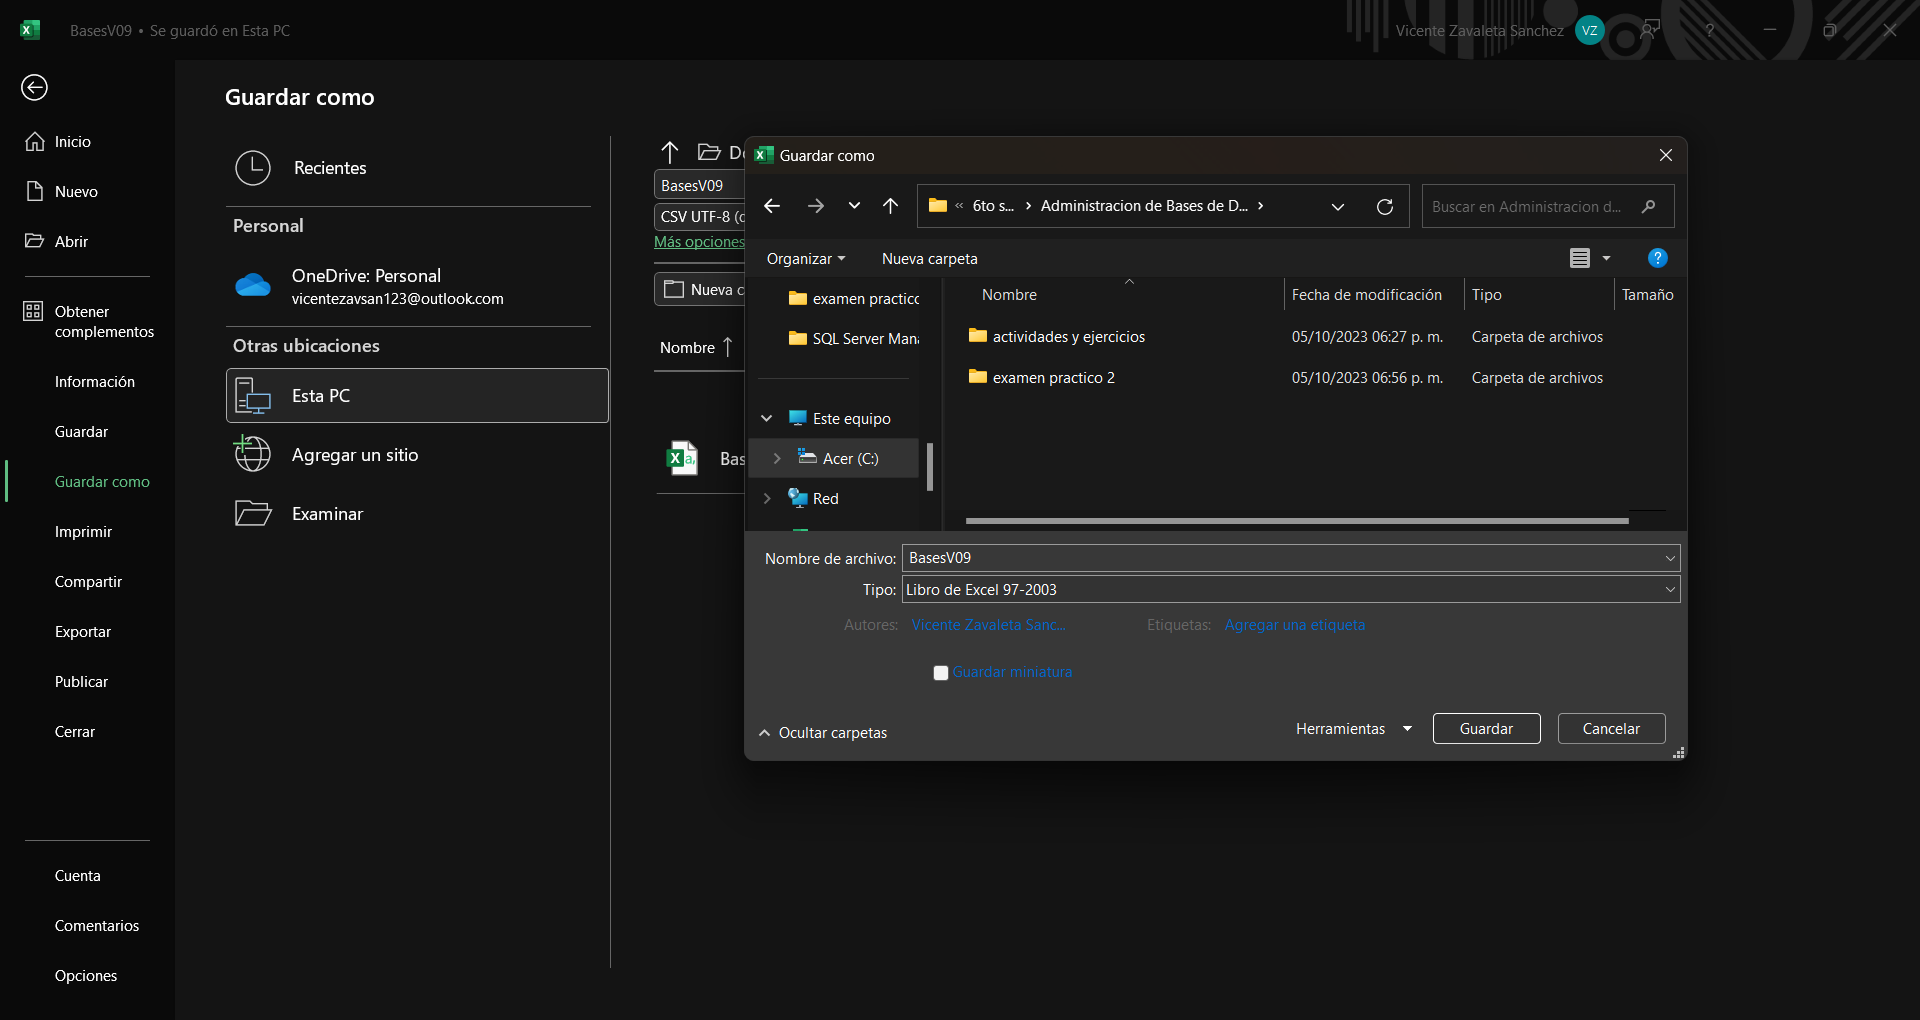 BasesV09 • Se guardó en Esta PC
Vicente Zavaleta Sanchez
VZ
Inicio
Nuevo
Abrir
Obtener
complementos
Información
Guardar
Guardar como
Imprimir
Compartir
Exportar
Publicar
Cerrar
Cuenta
Comentarios
Opciones
Guardar como
Recientes
Personal
OneDrive: Personal
vicentezavsan123@outlook.com
Otras ubicaciones
Esta PC
Agregar un sitio
Examinar
BasesV09
CSV UTF-8 (
Más opciones
Nueva
Nombre ↑
Bas
Guardar como
« 6to s... › Administracion de Bases de D... ›
Buscar en Administracion d...
Organizar
Nueva carpeta
?
examen practico
SQL Server Mana
Este equipo
Acer (C:)
Red
Nombre
Fecha de modificación
Tipo
Tamaño
actividades y ejercicios
05/10/2023 06:27 p. m.
Carpeta de archivos
examen practico 2
05/10/2023 06:56 p. m.
Carpeta de archivos
Nombre de archivo: BasesV09
Tipo: Libro de Excel 97-2003
Autores: Vicente Zavaleta Sanc...
Etiquetas: Agregar una etiqueta
Guardar miniatura
Ocultar carpetas
Herramientas
Guardar
Cancelar